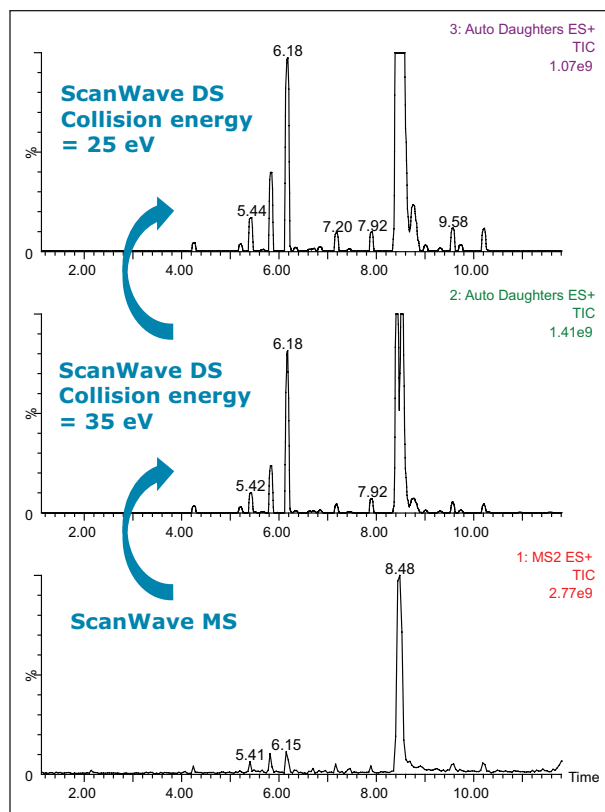 3: Auto Daughters ES+
TIC
1.07e9
6.18
ScanWave DS
Collision energy
= 25 eV
%
5.44
7.20
7.92
9.58
0
2.00
4.00
6.00
8.00
10.00
2: Auto Daughters ES+
TIC
1.41e9
6.18
ScanWave DS
Collision energy
= 35 eV
%
5.42
7.92
0
2.00
4.00
6.00
8.00
10.00
1: MS2 ES+
TIC
2.77e9
8.48
ScanWave MS
%
5.41
6.15
0
2.00
4.00
6.00
8.00
10.00
Time